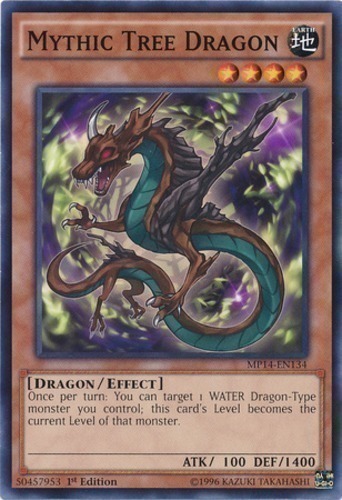 MYTHIC TREE DRAGON
EARTH
地
MP14-EN134
[DRAGON/EFFECT]
Once per turn: You can target 1 WATER Dragon-Type
monster you control; this card's Level becomes the
current Level of that monster.
ATK/ 100 DEF/1400
50457953 1st Edition ©1996 KAZUKI TAKAHASHI